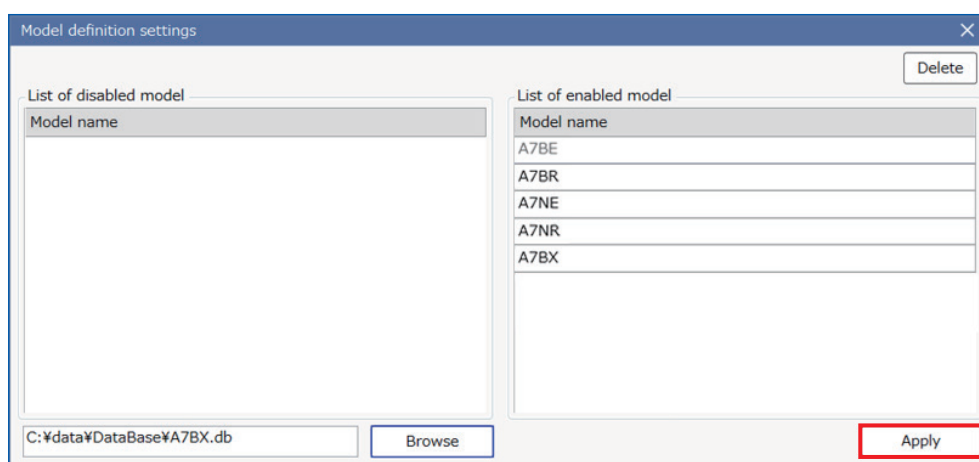 Model definition settings
Delete
List of disabled model
Model name
List of enabled model
Model name
A7BE
A7BR
A7NE
A7NR
A7BX
C:¥data¥DataBase¥A7BX.db
Browse
Apply